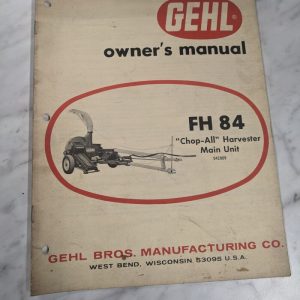 GEHL
owner's manual
FH 84
"Chop-All" Harvester
Main Unit
GEHL BROS. MANUFACTURING CO.
WEST BEND, WISCONSIN 53095 U.S.A.